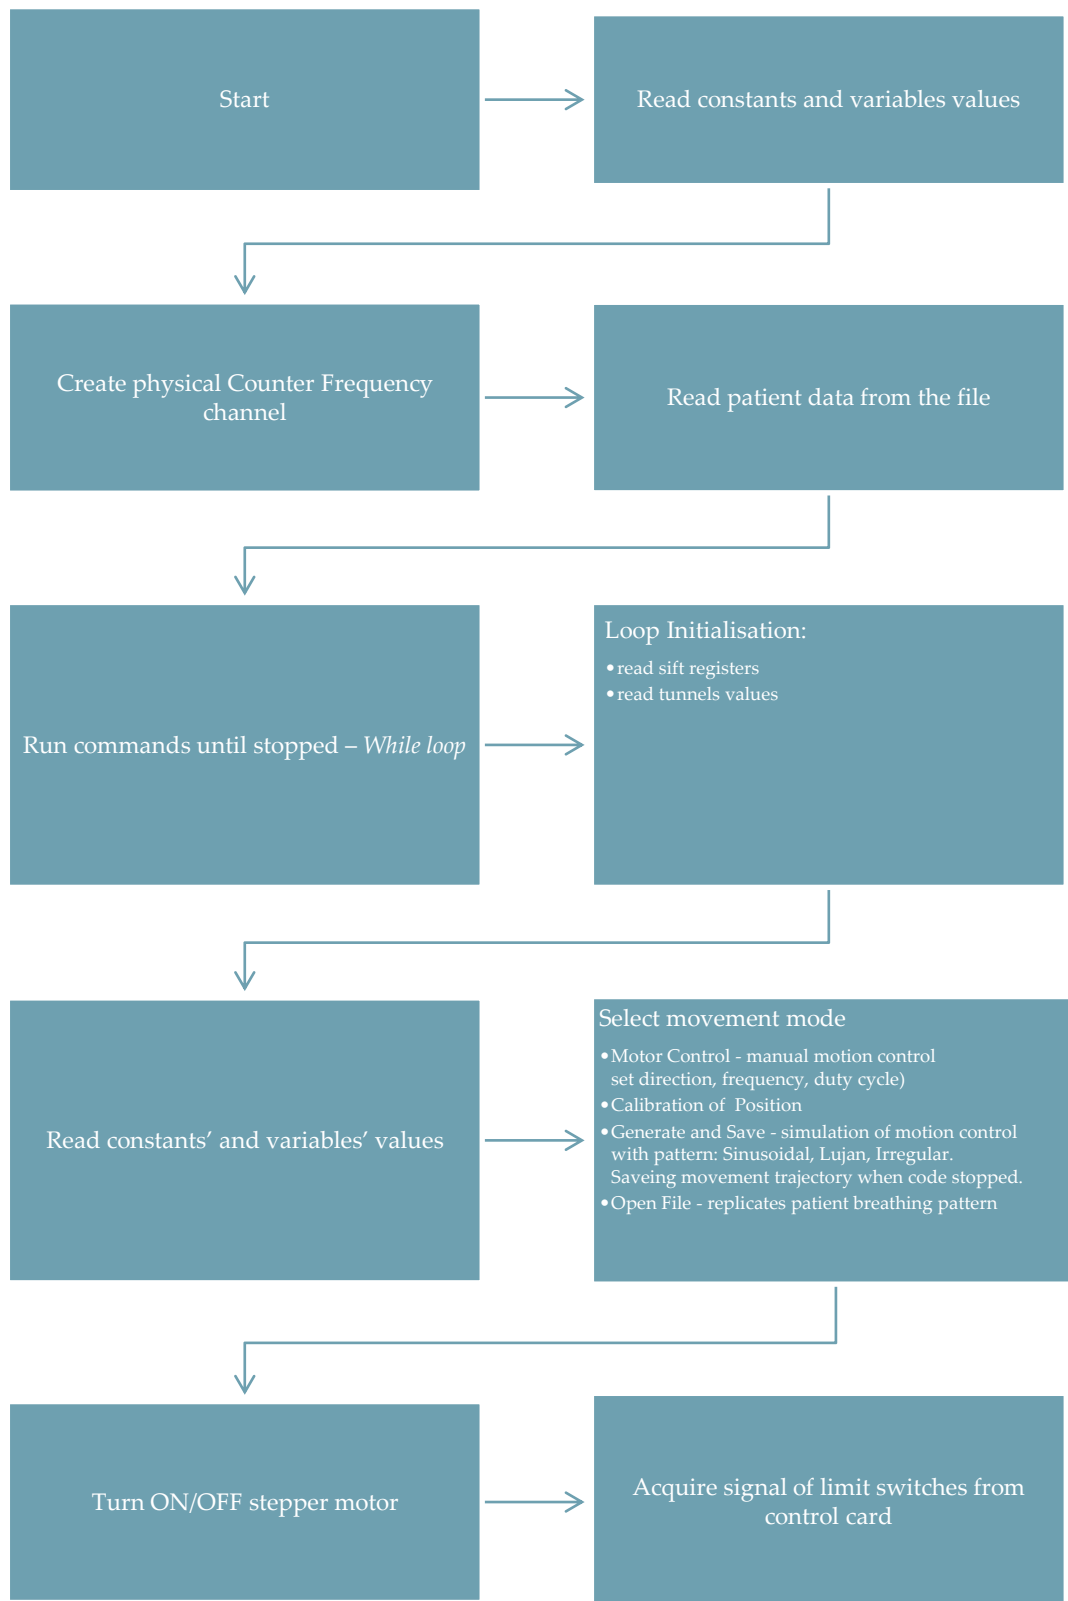 Start
Read constants and variables values
Create physical Counter Frequency
channel
Read patient data from the file
Run commands until stopped – While loop
Loop Initialisation:
•read sift registers
•read tunnels values
Read constants’ and variables’ values
Select movement mode
•Motor Control - manual motion control
set direction, frequency, duty cycle)
•Calibration of  Position
•Generate and Save - simulation of motion control
with pattern: Sinusoidal, Lujan, Irregular.
Saveing movement trajectory when code stopped.
•Open File - replicates patient breathing pattern
Turn ON/OFF stepper motor
Acquire signal of limit switches from
control card